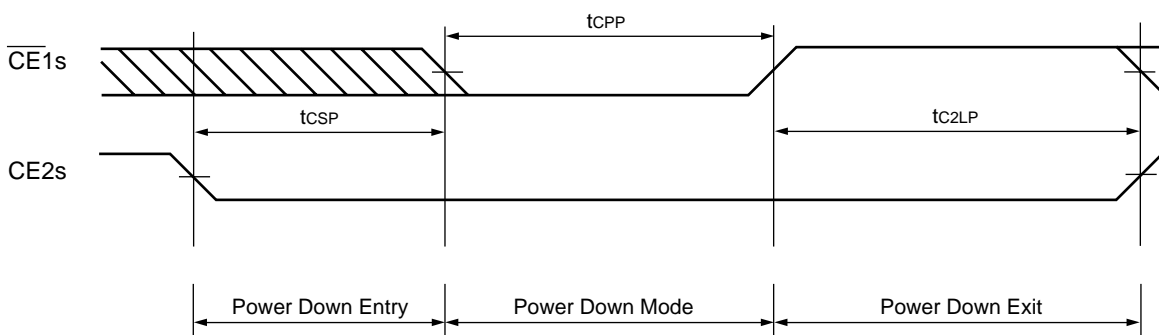 tCPP
CE1s
tCSP
tC2LP
CE2s
Power Down Entry
Power Down Mode
Power Down Exit